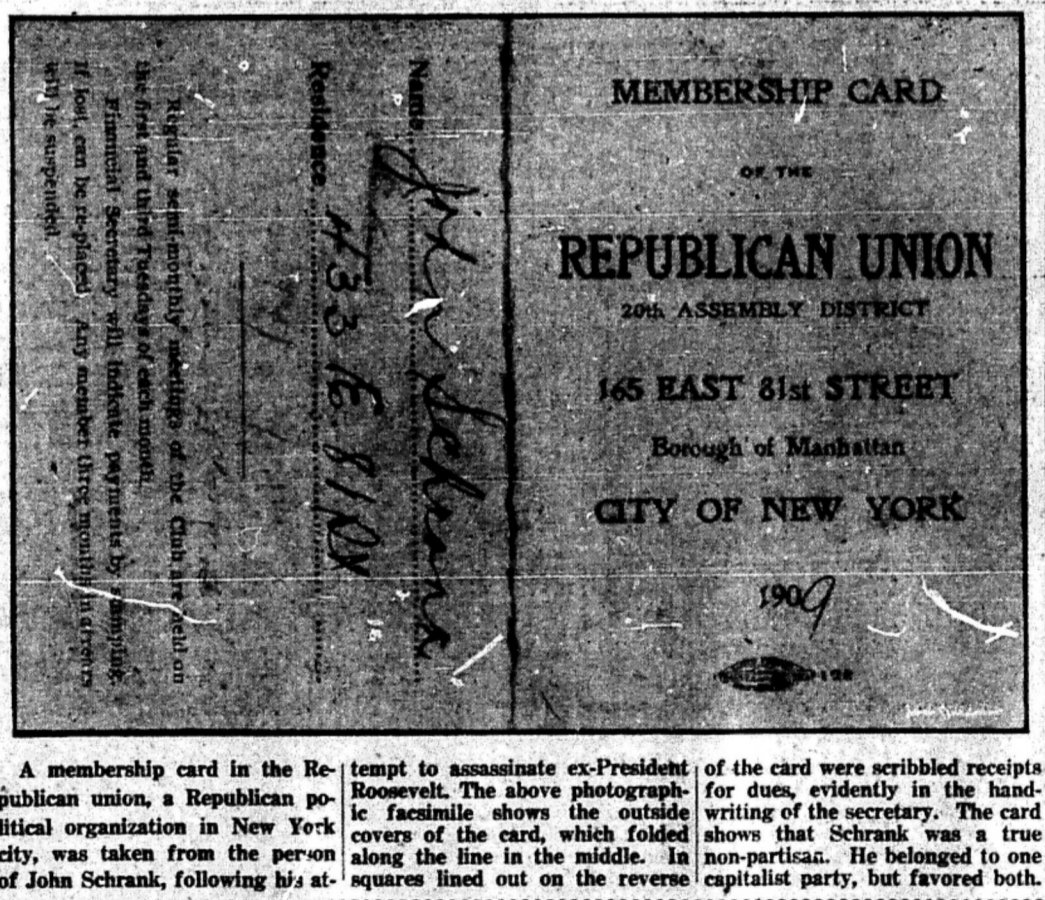 MEMBERSHIP CARD
OF THE
REPUBLICAN UNION
20th ASSEMBLY DISTRICT
165 EAST 81st STREET
Borough of Manhattan
CITY OF NEW YORK
1909
Name John Schrank
Residence 433 E 81st
Regular semi-monthly meetings of the Club are held on
the first and third Tuesdays of each month.
Financial Secretary will indicate payments by stamping.
If lost can be re-placed. Any member three months in arrears
will be suspended.
A membership card in the Re-
publican union, a Republican po-
litical organization in New York
city, was taken from the person
of John Schrank, following his at-
tempt to assassinate ex-President
Roosevelt. The above photograph-
ic facsimile shows the outside
covers of the card, which folded
along the line in the middle. In
squares lined out on the reverse
of the card were scribbled receipts
for dues, evidently in the hand-
writing of the secretary. The card
shows that Schrank was a true
non-partisan. He belonged to one
capitalist party, but favored both.